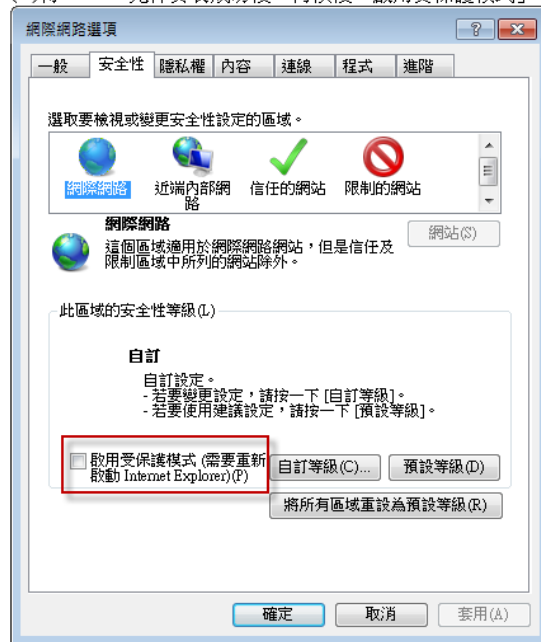 網際網路選項
一般 安全性 隱私權 內容 連線 程式 進階
選取要檢視或變更安全性設定的區域。
網際網路 近端內部網路 信任的網站 限制的網站
網際網路
網站(S)
這個區域適用於網際網路網站，但是信任及
限制區域中所列的網站除外。
此區域的安全性等級(L)
自訂
自訂設定。
- 若要變更設定，請按一下 [自訂等級]。
- 若要使用建議設定，請按一下 [預設等級]。
啟用受保護模式 (需要重新
啟動 Internet Explorer)(P)
自訂等級(C)... 預設等級(D)
將所有區域重設為預設等級(R)
確定 取消 套用(A)